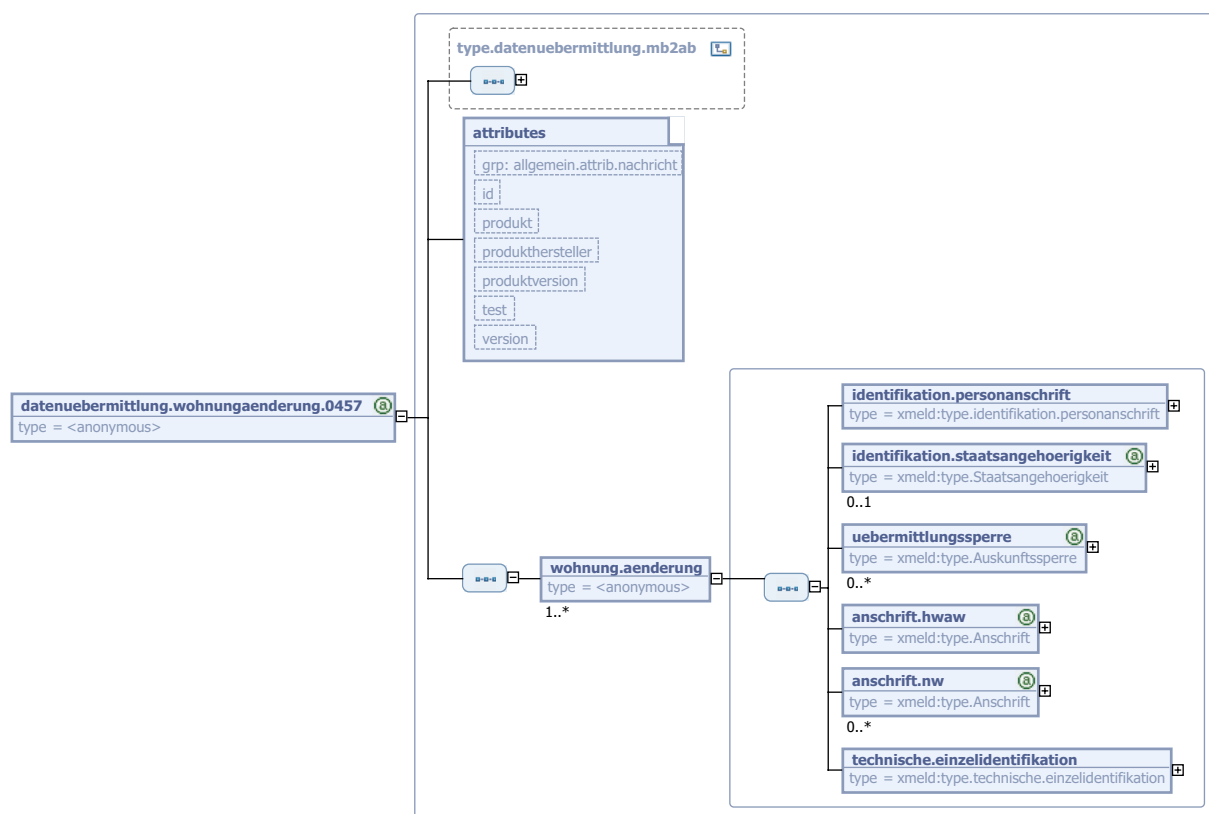 type.datenuebermittlung.mb2ab
attributes
grp: allgemein.attrib.nachricht
id
produkt
produkthersteller
produktversion
test
version
datenuebermittlung.wohnungaenderung.0457 a
type = <anonymous>
wohnung.aenderung
type = <anonymous>
1..*
identifikation.personanschrift
type = xmeld:type.identifikation.personanschrift
identifikation.staatsangehoerigkeit a
type = xmeld:type.Staatsangehoerigkeit
0..1
uebermittlungssperre a
type = xmeld:type.Auskunftssperre
0..*
anschrift.hwaw a
type = xmeld:type.Anschrift
anschrift.nw a
type = xmeld:type.Anschrift
0..*
technische.einzelidentifikation
type = xmeld:type.technische.einzelidentifikation